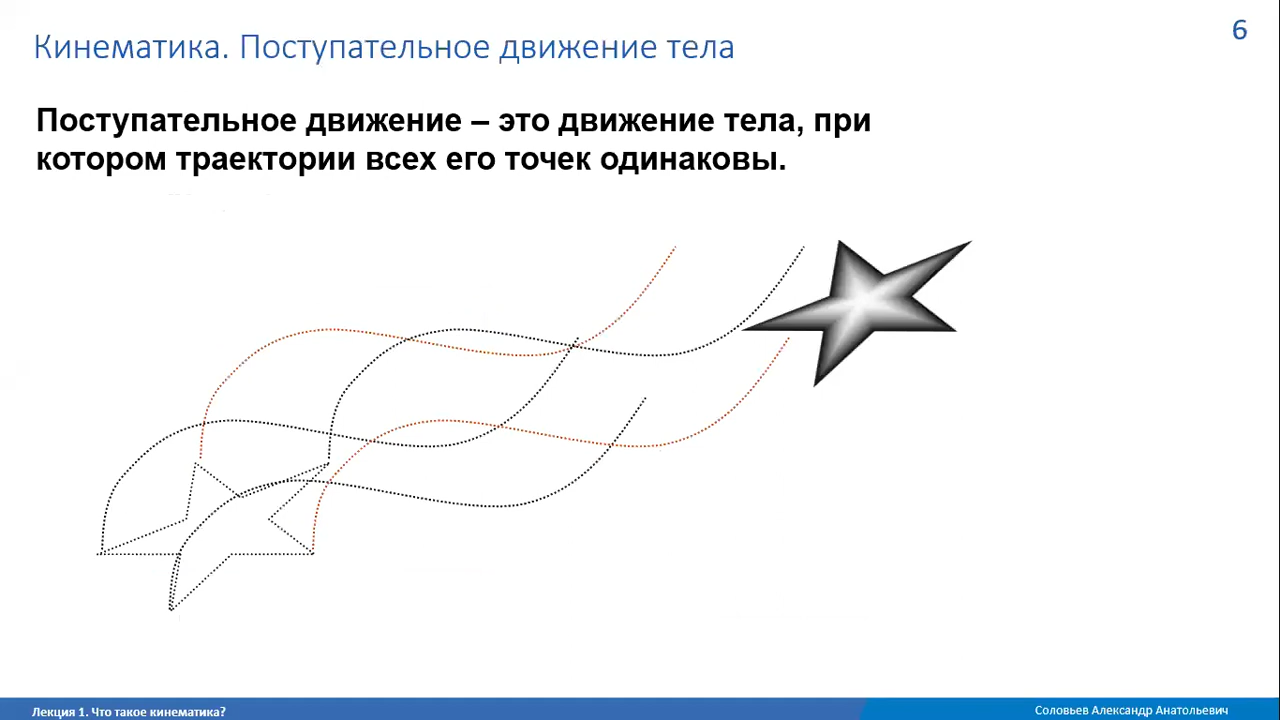 6
Кинематика. Поступательное движение тела
Поступательное движение – это движение тела, при
котором траектории всех его точек одинаковы.
Лекция 1. Что такое кинематика?
Соловьев Александр Анатольевич